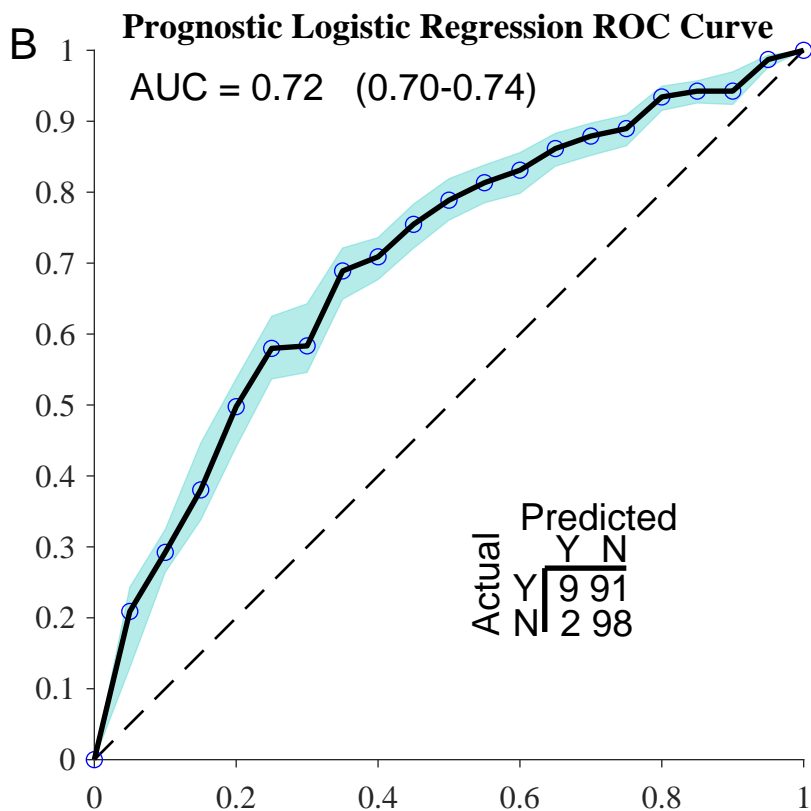 B
Prognostic Logistic Regression ROC Curve
AUC = 0.72 (0.70-0.74)
1
0.9
0.8
0.7
0.6
0.5
0.4
0.3
0.2
0.1
0
Predicted
Actual
Y N
Y 9 91
N 2 98
0 0.2 0.4 0.6 0.8 1